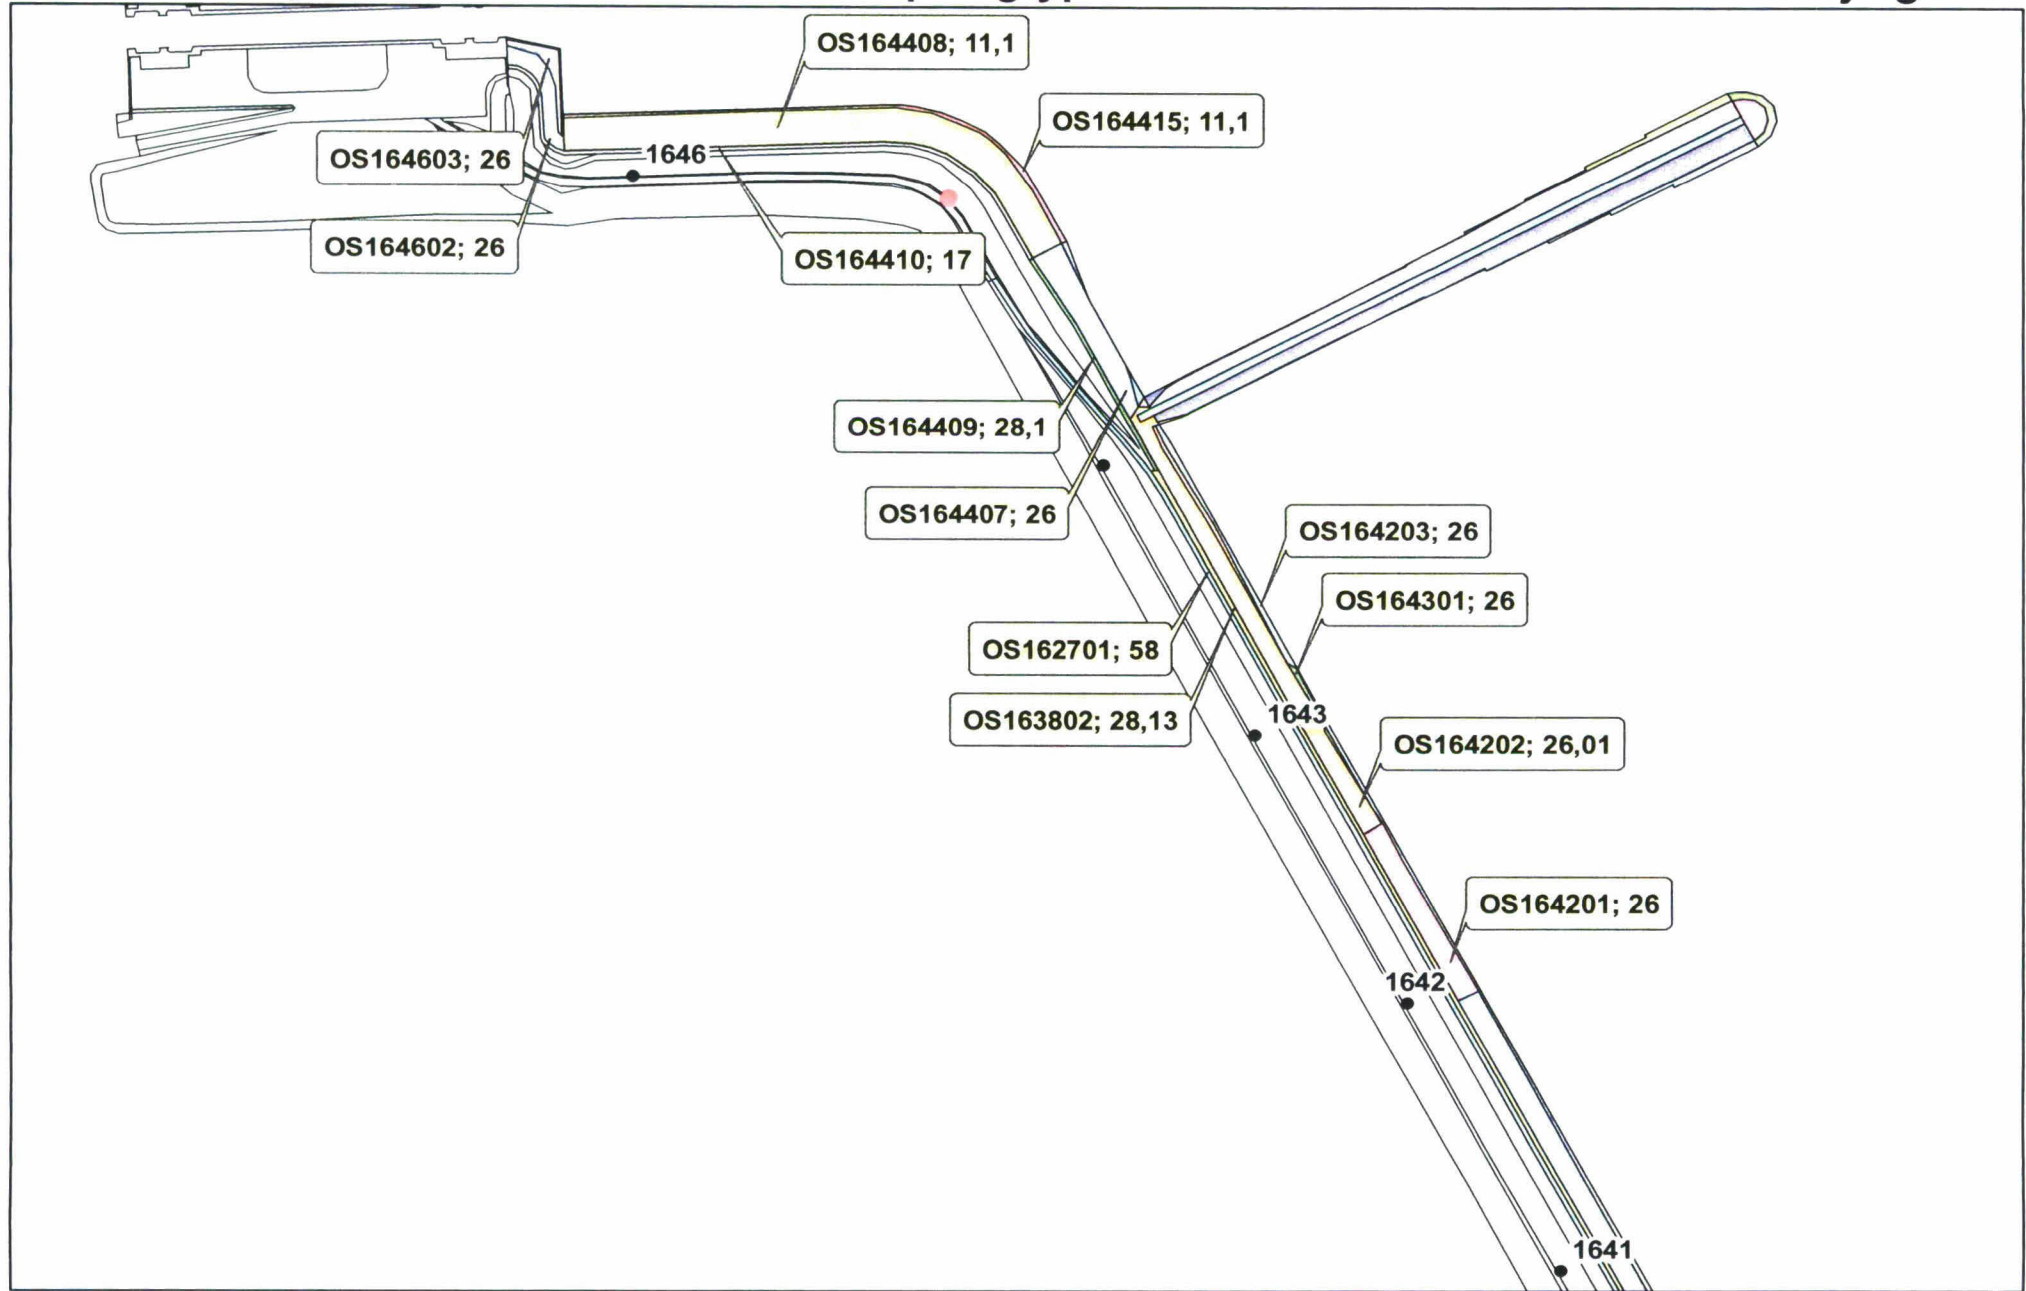 OS164408; 11,1
OS164415; 11,1
OS164603; 26
1646
OS164602; 26
OS164410; 17
OS164409; 28,1
OS164407; 26
OS164203; 26
OS164301; 26
OS162701; 58
OS163802; 28,13
1643
OS164202; 26,01
OS164201; 26
1642
1641